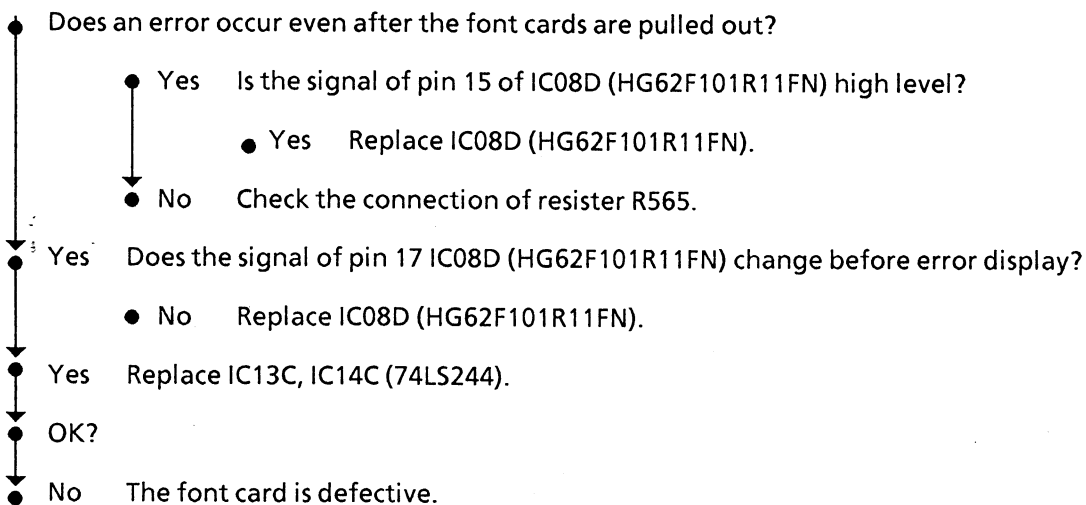 Does an error occur even after the font cards are pulled out?
Yes Is the signal of pin 15 of IC08D (HG62F101R11FN) high level?
Yes Replace IC08D (HG62F101R11FN).
No Check the connection of resister R565.
Yes Does the signal of pin 17 IC08D (HG62F101R11FN) change before error display?
No Replace IC08D (HG62F101R11FN).
Yes Replace IC13C, IC14C (74LS244).
OK?
No The font card is defective.